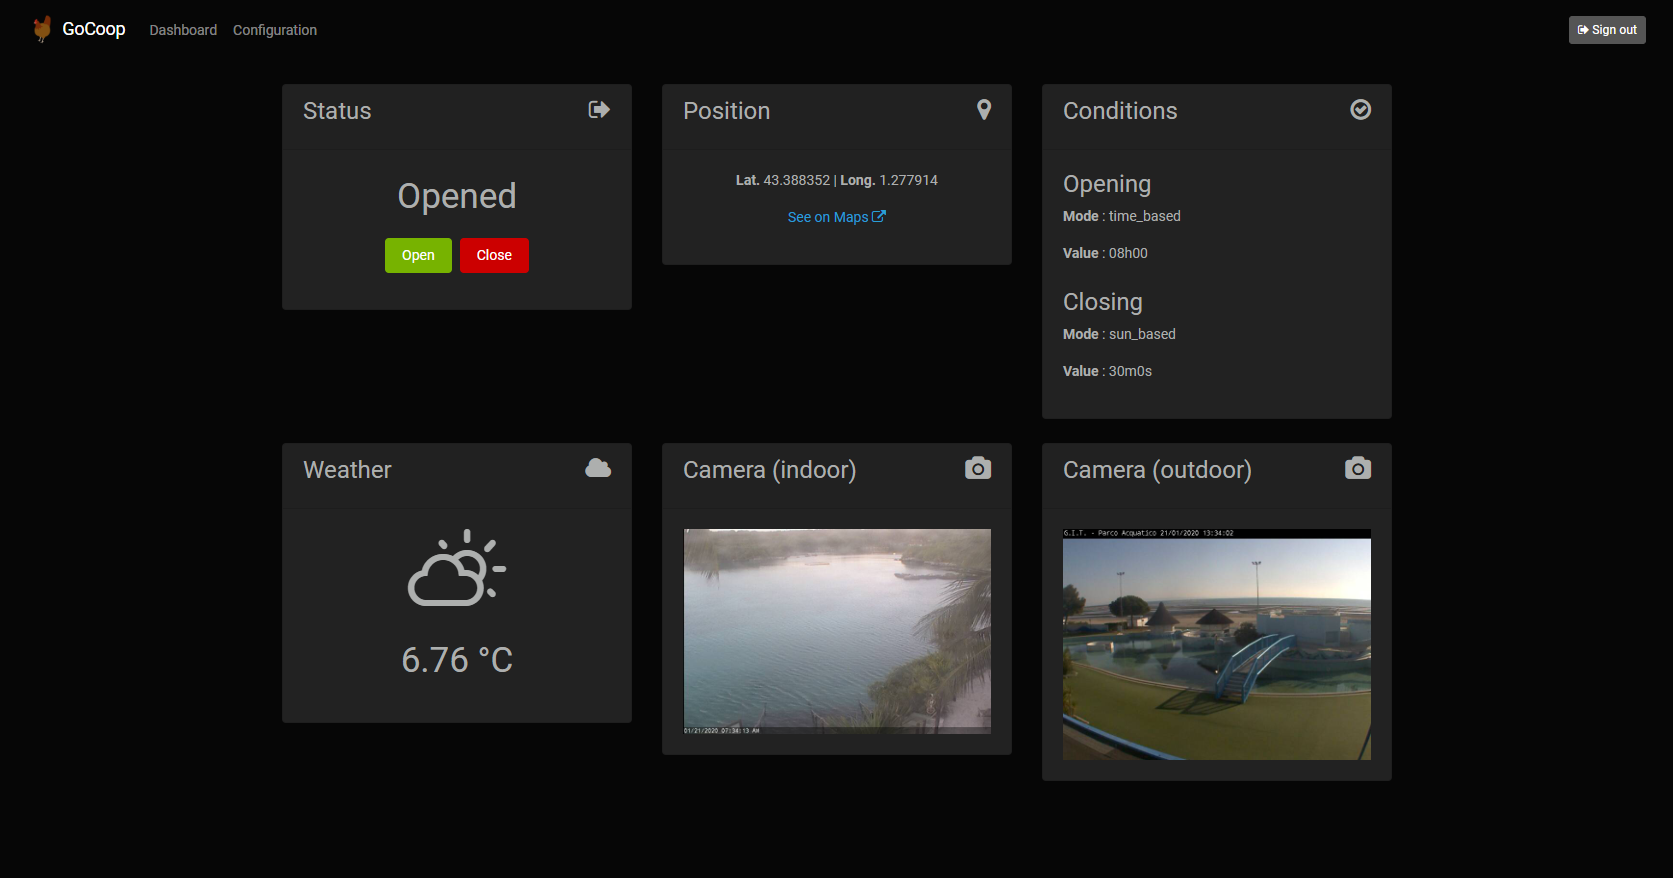 GoCoop Dashboard Configuration Sign out
Status
Opened
Open Close
Position
Lat. 43.388352 | Long. 1.277914
See on Maps
Conditions
Opening
Mode : time_based
Value : 08h00
Closing
Mode : sun_based
Value : 30m0s
Weather
6.76 °C
Camera (indoor)
01/21/2020 07:34:13 AM
Camera (outdoor)
G.I.T. - Parco Acquatico 21/01/2020 13:34:02